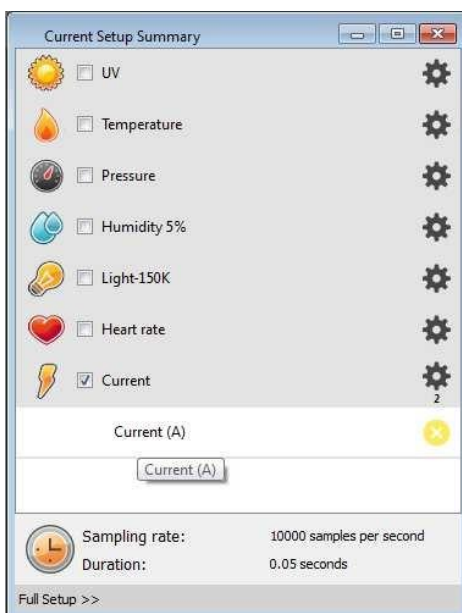 Current Setup Summary
UV
Temperature
Pressure
Humidity 5%
Light-150K
Heart rate
Current
2
Current (A)
Current (A)
Sampling rate: 10000 samples per second
Duration: 0.05 seconds
Full Setup >>